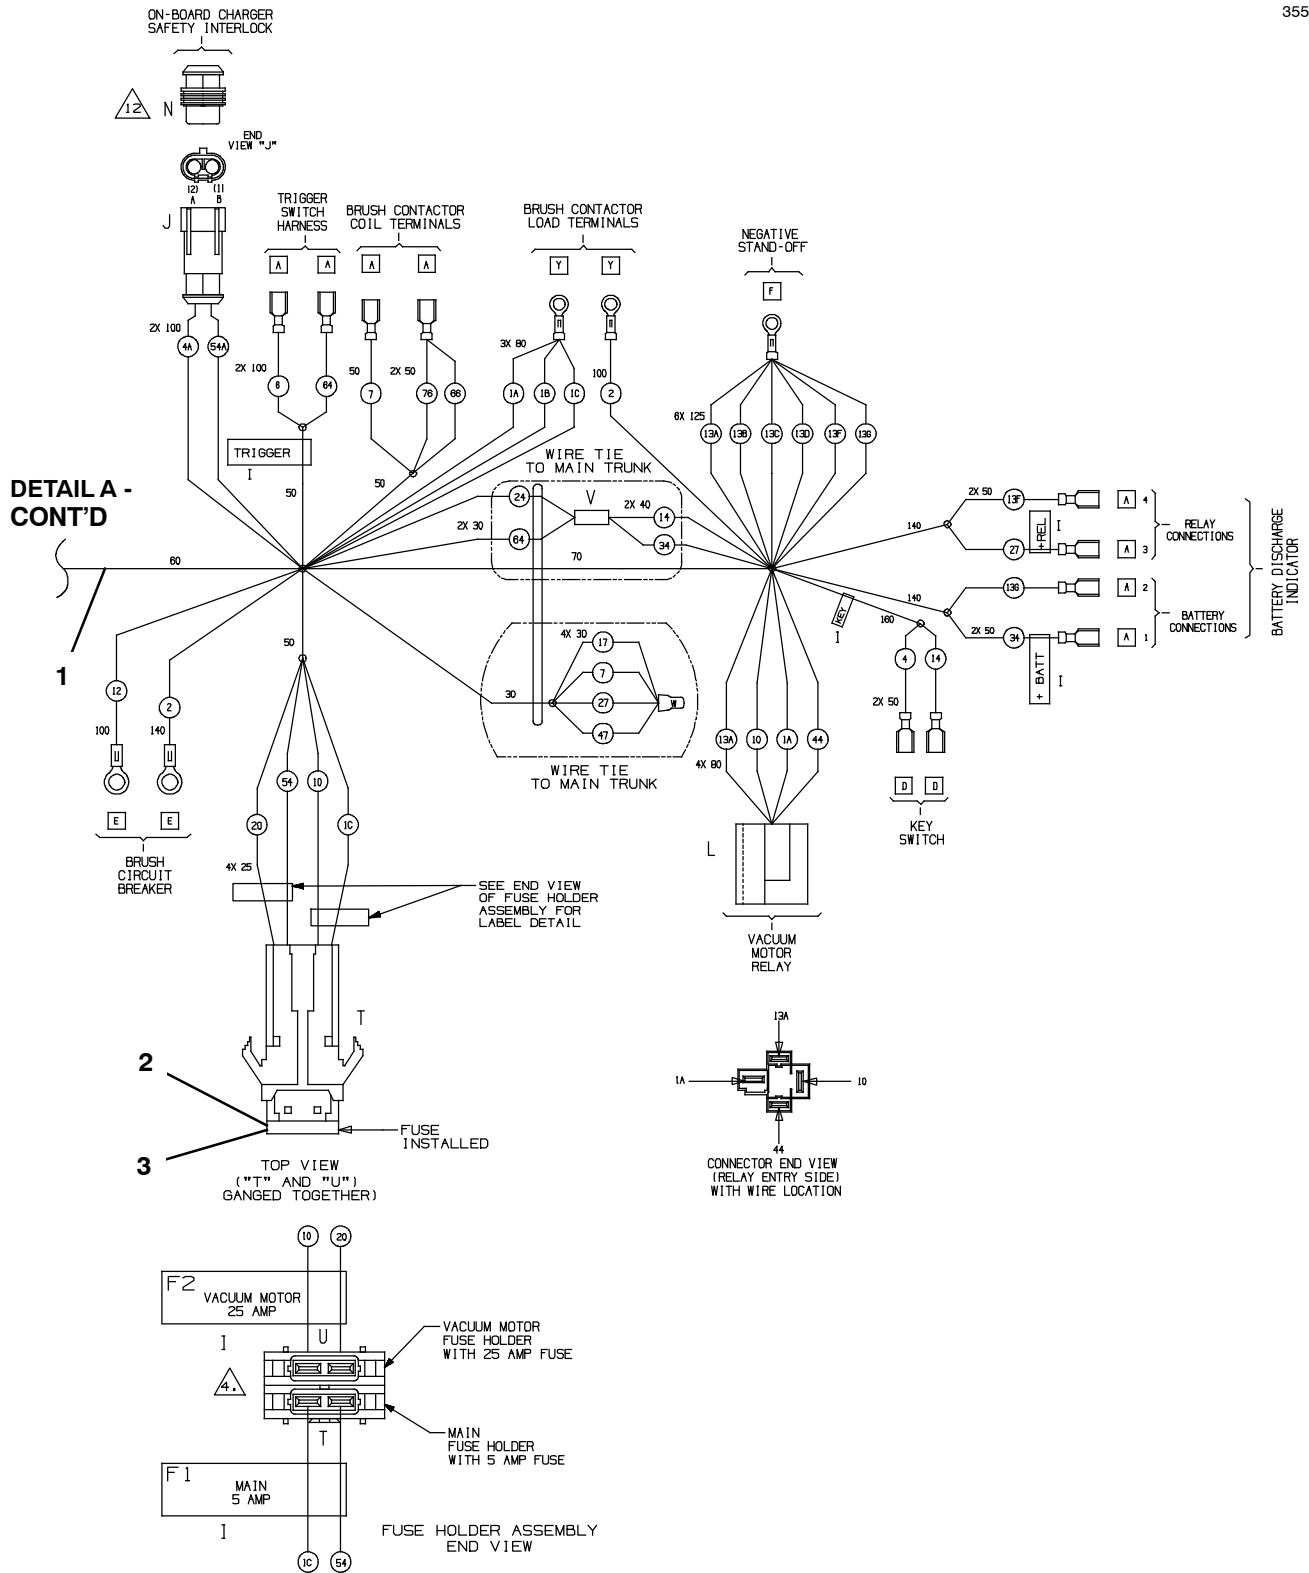 355
ON-BOARD CHARGER
SAFETY INTERLOCK
12
N
END
VIEW "J"
(2) (1)
A B
J
TRIGGER
SWITCH
HARNESS
BRUSH CONTACTOR
COIL TERMINALS
BRUSH CONTACTOR
LOAD TERMINALS
NEGATIVE
STAND-OFF
A A A A Y Y
F
2X 100
4A 54A
2X 100
6 64
50
7
2X 50
76 66
3X 80
1A 1B 1C
100
2
6X 125
13A 13B 13C 13D 13F 13G
TRIGGER
I
50
50
WIRE TIE
TO MAIN TRUNK
V
24
2X 40
14
2X 30
64
34
70
DETAIL A -
CONT'D
60
1
140
2X 50
13F
A 4
+REL
I
27
A 3
RELAY
CONNECTIONS
140
13G
A 2
2X 50
34
A 1
+ BATT
I
BATTERY
CONNECTIONS
BATTERY DISCHARGE
INDICATOR
KEY
I
160
4 14
2X 50
D D
KEY
SWITCH
50
12
2
100
140
U U
E E
BRUSH
CIRCUIT
BREAKER
30
4X 30
17
7
27
47
W
WIRE TIE
TO MAIN TRUNK
13A 10 1A 44
4X 80
L
VACUUM
MOTOR
RELAY
54 10
20 1C
4X 25
SEE END VIEW
OF FUSE HOLDER
ASSEMBLY FOR
LABEL DETAIL
T
2
3
FUSE
INSTALLED
TOP VIEW
("T" AND "U")
GANGED TOGETHER)
13A
1A
10
44
CONNECTOR END VIEW
(RELAY ENTRY SIDE)
WITH WIRE LOCATION
10 20
F2
VACUUM MOTOR
25 AMP
I
U
4.
VACUUM MOTOR
FUSE HOLDER
WITH 25 AMP FUSE
T
MAIN
FUSE HOLDER
WITH 5 AMP FUSE
F1
MAIN
5 AMP
I
FUSE HOLDER ASSEMBLY
END VIEW
1C 54